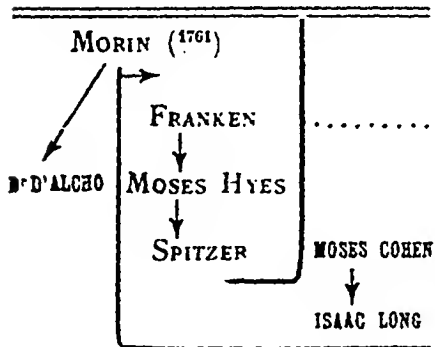 MORIN (1761)
FRANKEN
Dr D'ALCHO
MOSES HYES
SPITZER
MOSES COHEN
ISAAC LONG